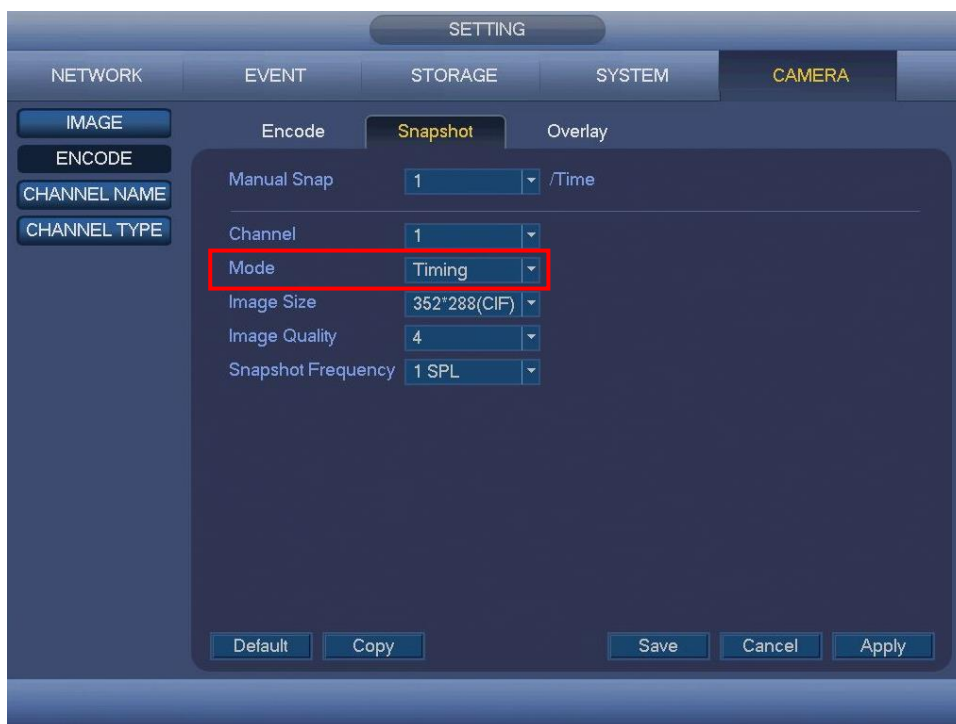 SETTING
NETWORK EVENT STORAGE SYSTEM CAMERA
IMAGE
ENCODE
CHANNEL NAME
CHANNEL TYPE
Encode Snapshot Overlay
Manual Snap 1 /Time
Channel 1
Mode Timing
Image Size 352*288(CIF)
Image Quality 4
Snapshot Frequency 1 SPL
Default Copy Save Cancel Apply